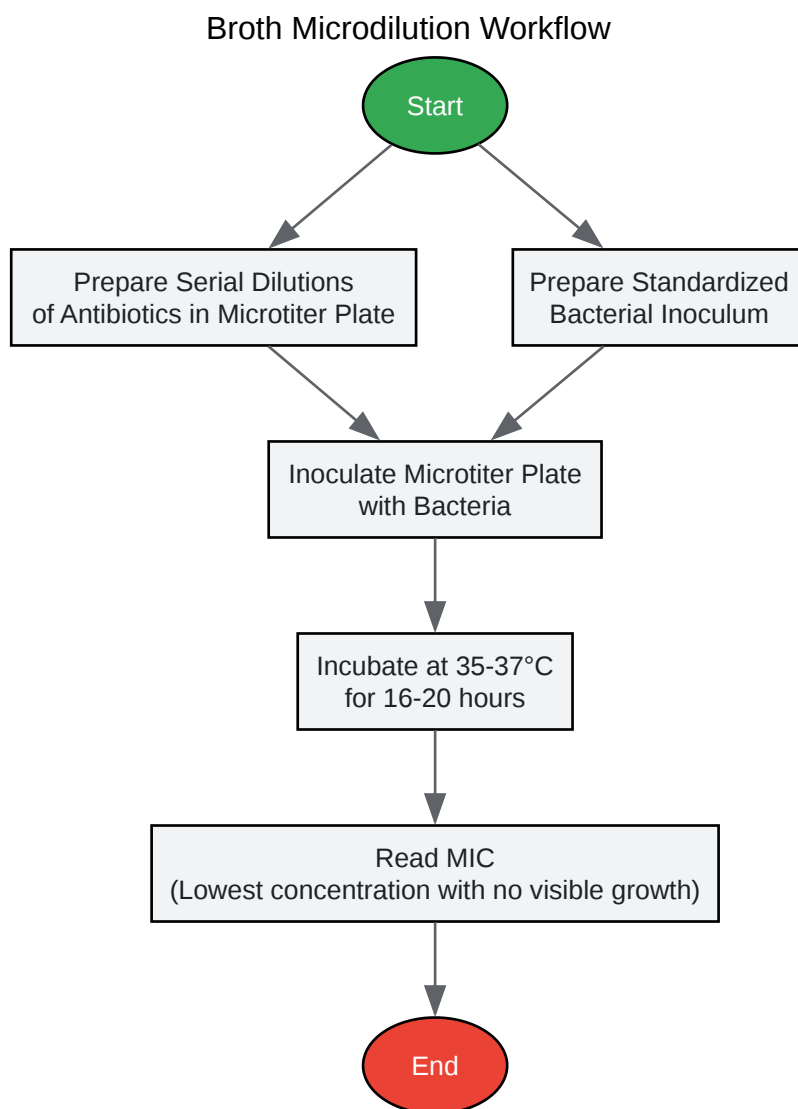 Broth Microdilution Workflow
Start
Prepare Serial Dilutions
of Antibiotics in Microtiter Plate
Prepare Standardized
Bacterial Inoculum
Inoculate Microtiter Plate
with Bacteria
Incubate at 35-37°C
for 16-20 hours
Read MIC
(Lowest concentration with no visible growth)
End